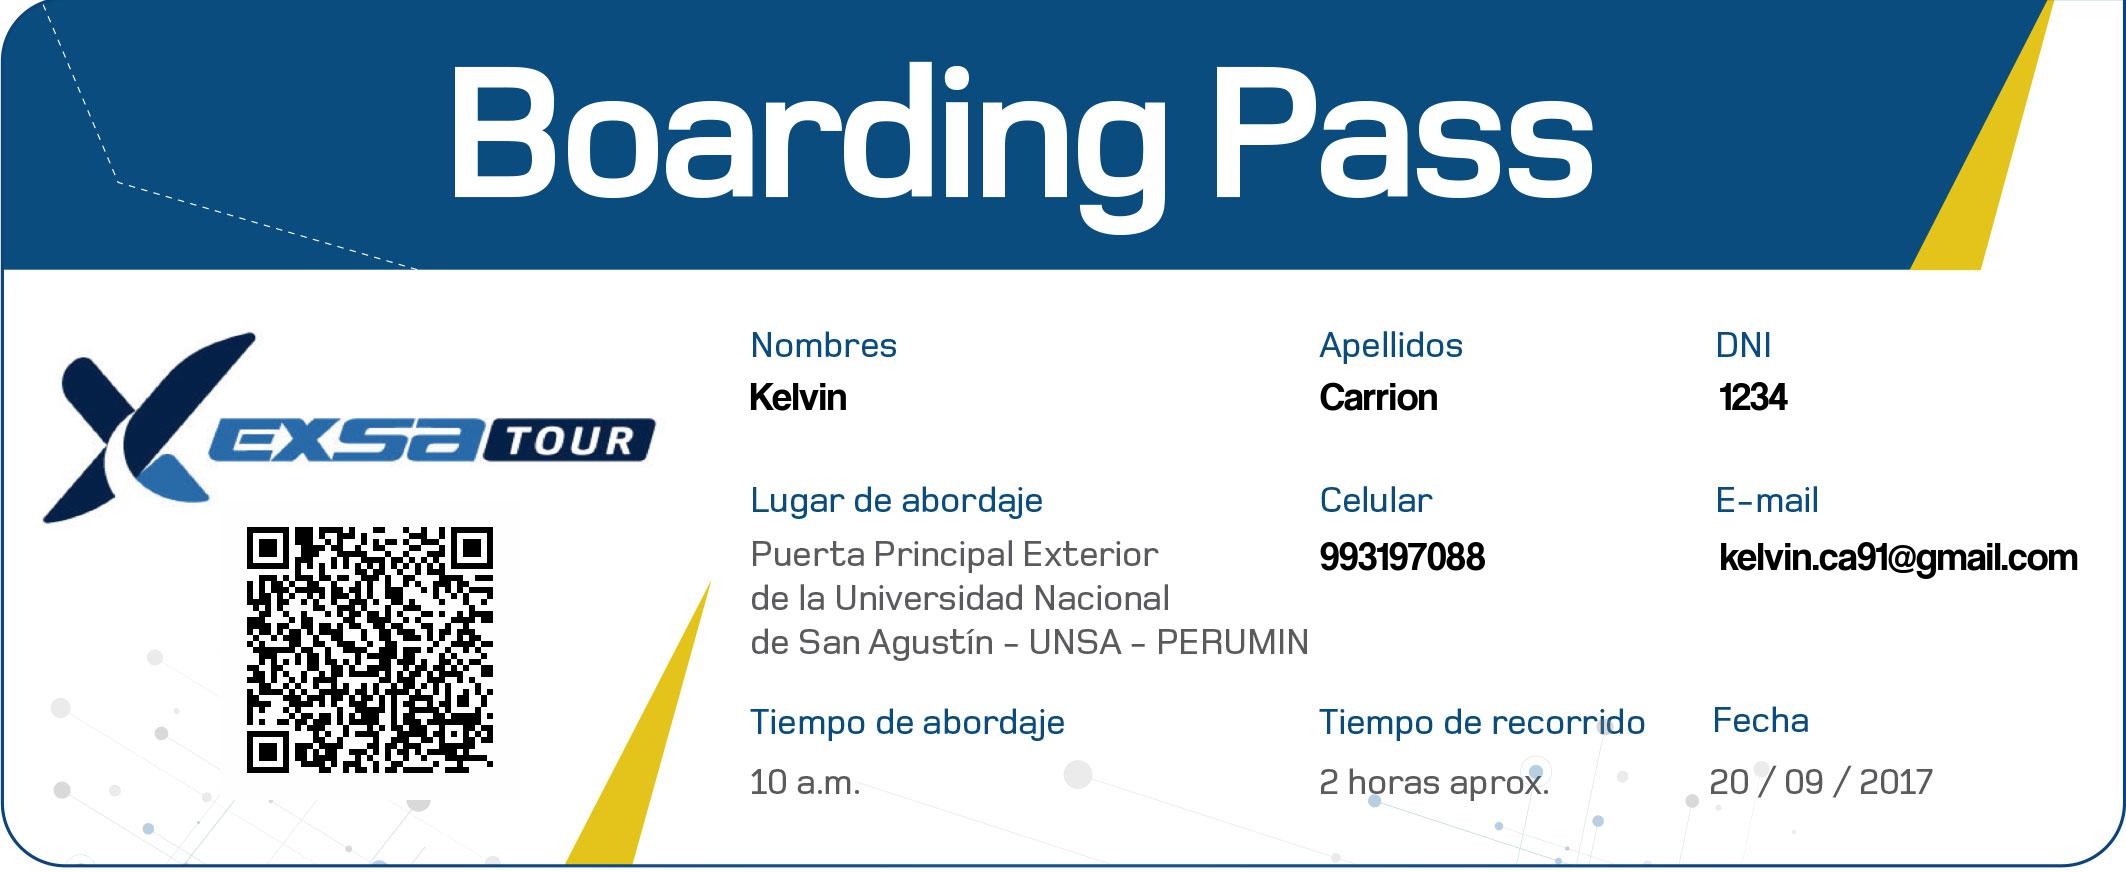 Boarding Pass
EXSA TOUR
Nombres
Kelvin
Apellidos
Carrion
DNI
1234
Lugar de abordaje
Puerta Principal Exterior
de la Universidad Nacional
de San Agustín - UNSA - PERUMIN
Celular
993197088
E-mail
kelvin.ca91@gmail.com
Tiempo de abordaje
10 a.m.
Tiempo de recorrido
2 horas aprox.
Fecha
20 / 09 / 2017